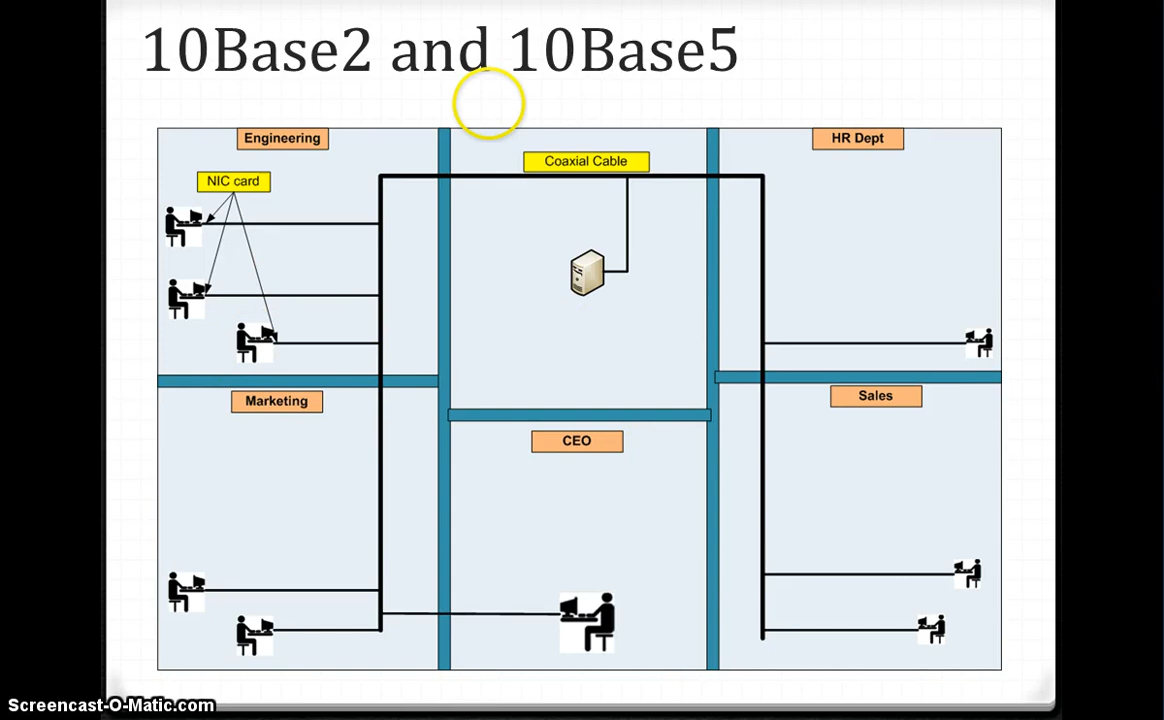 10Base2 and 10Base5
Engineering
HR Dept
Coaxial Cable
NIC card
Marketing
Sales
CEO
Screencast-O-Matic.com